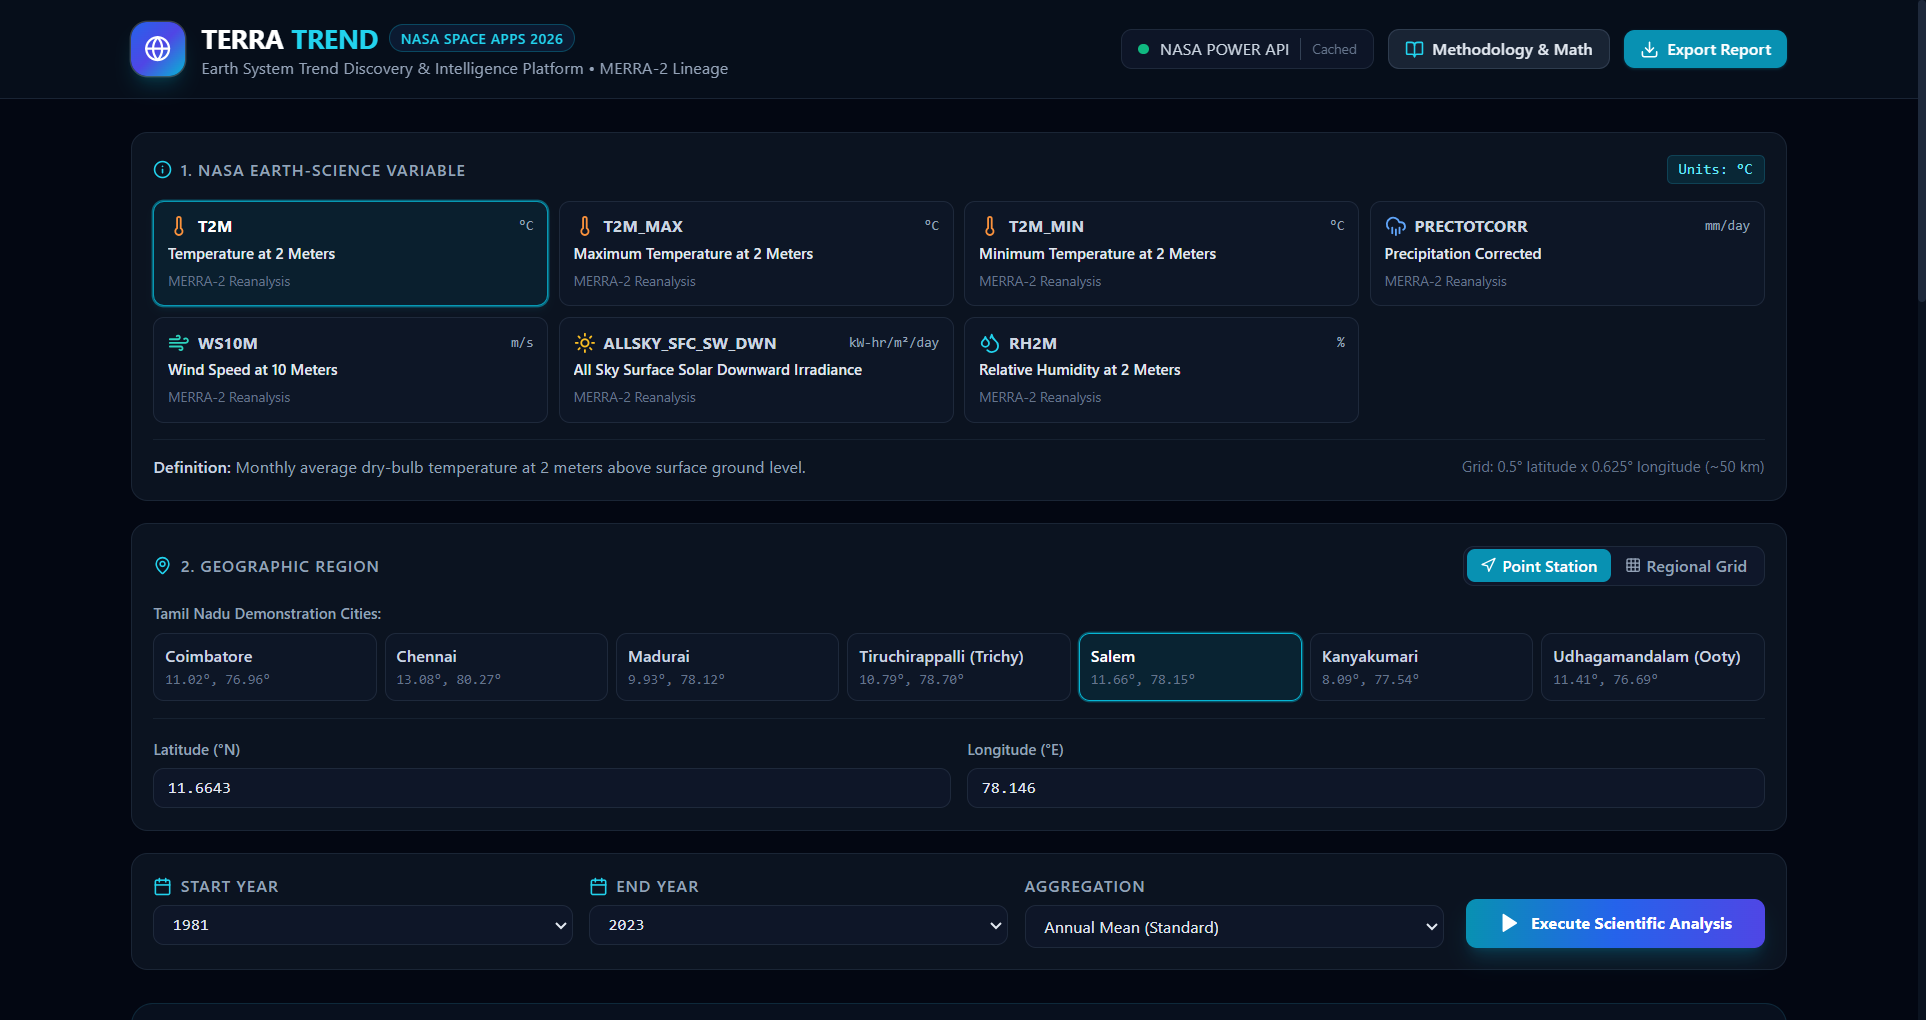 TERRA TREND NASA SPACE APPS 2026
Earth System Trend Discovery & Intelligence Platform • MERRA-2 Lineage
NASA POWER API Cached
Methodology & Math
Export Report
1. NASA EARTH-SCIENCE VARIABLE
Units: °C
T2M °C
Temperature at 2 Meters
MERRA-2 Reanalysis
T2M_MAX °C
Maximum Temperature at 2 Meters
MERRA-2 Reanalysis
T2M_MIN °C
Minimum Temperature at 2 Meters
MERRA-2 Reanalysis
PRECTOTCORR mm/day
Precipitation Corrected
MERRA-2 Reanalysis
WS10M m/s
Wind Speed at 10 Meters
MERRA-2 Reanalysis
ALLSKY_SFC_SW_DWN kW-hr/m²/day
All Sky Surface Solar Downward Irradiance
MERRA-2 Reanalysis
RH2M %
Relative Humidity at 2 Meters
MERRA-2 Reanalysis
Definition: Monthly average dry-bulb temperature at 2 meters above surface ground level.
Grid: 0.5° latitude x 0.625° longitude (~50 km)
2. GEOGRAPHIC REGION
Point Station
Regional Grid
Tamil Nadu Demonstration Cities:
Coimbatore
11.02°, 76.96°
Chennai
13.08°, 80.27°
Madurai
9.93°, 78.12°
Tiruchirappalli (Trichy)
10.79°, 78.70°
Salem
11.66°, 78.15°
Kanyakumari
8.09°, 77.54°
Udhagamandalam (Ooty)
11.41°, 76.69°
Latitude (°N)
11.6643
Longitude (°E)
78.146
START YEAR
1981
END YEAR
2023
AGGREGATION
Annual Mean (Standard)
Execute Scientific Analysis